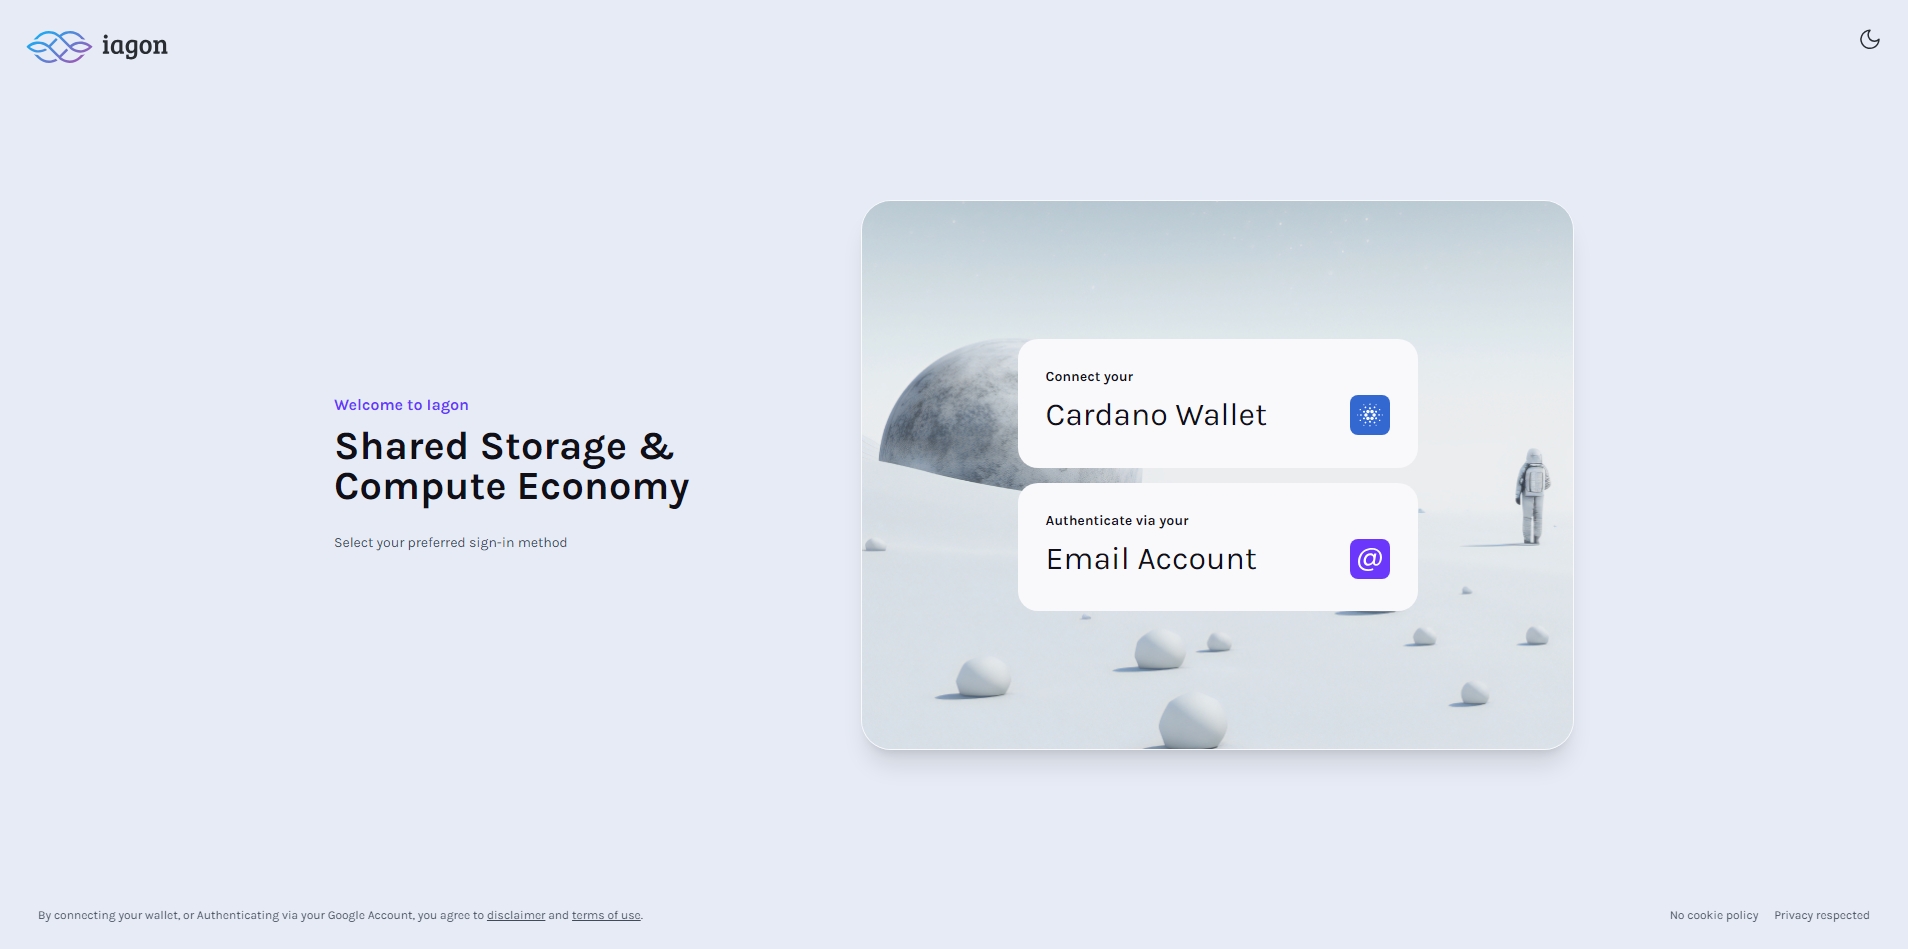 iagon
Welcome to Iagon
Shared Storage &
Compute Economy
Select your preferred sign-in method
Connect your
Cardano Wallet
Authenticate via your
Email Account
@
By connecting your wallet, or Authenticating via your Google Account, you agree to disclaimer and terms of use.
No cookie policy
Privacy respected